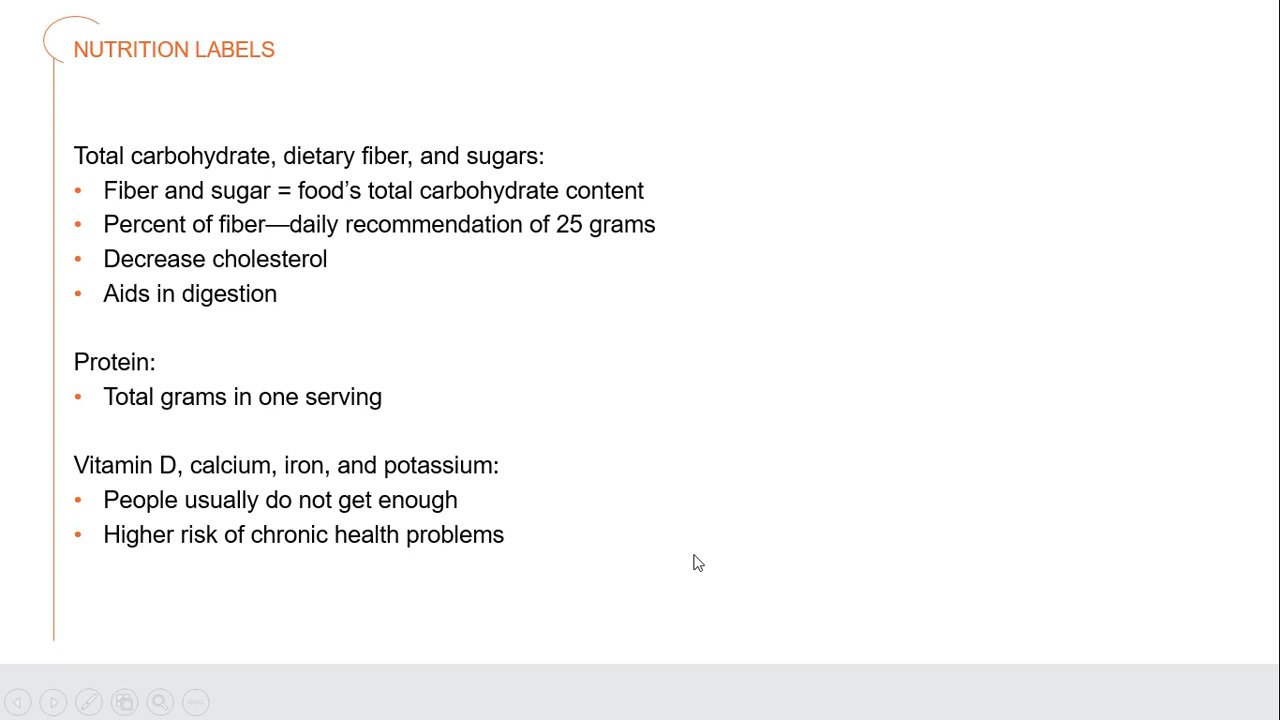 NUTRITION LABELS
Total carbohydrate, dietary fiber, and sugars:
• Fiber and sugar = food’s total carbohydrate content
• Percent of fiber—daily recommendation of 25 grams
• Decrease cholesterol
• Aids in digestion
Protein:
• Total grams in one serving
Vitamin D, calcium, iron, and potassium:
• People usually do not get enough
• Higher risk of chronic health problems